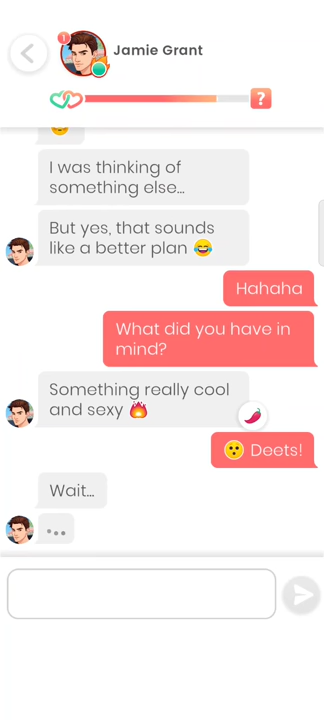 1
Jamie Grant
?
I was thinking of
something else...
But yes, that sounds
like a better plan 😂
Hahaha
What did you have in
mind?
Something really cool
and sexy 🔥
😲 Deets!
Wait...